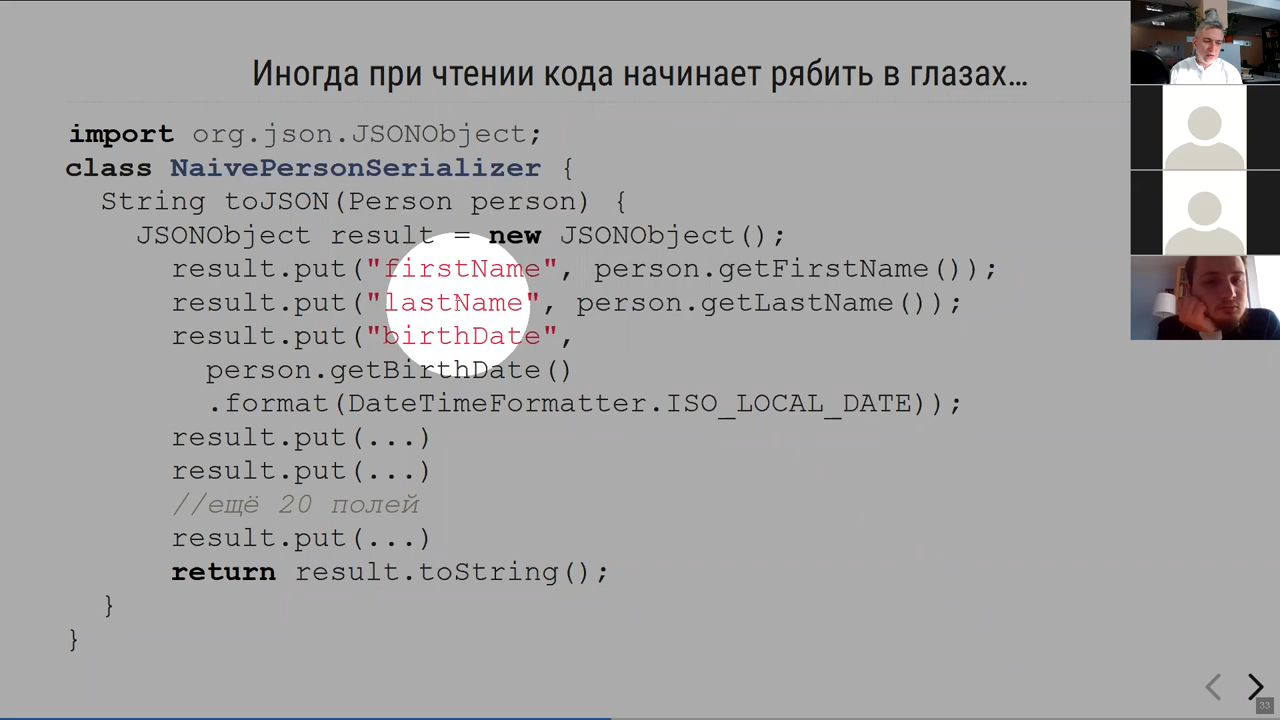 Иногда при чтении кода начинает рябить в глазах…
import org.json.JSONObject;
class NaivePersonSerializer {
String toJSON(Person person) {
JSONObject result = new JSONObject();
result.put("firstName", person.getFirstName());
result.put("lastName", person.getLastName());
result.put("birthDate",
person.getBirthDate()
.format(DateTimeFormatter.ISO_LOCAL_DATE));
result.put(...)
result.put(...)
//ещё 20 полей
result.put(...)
return result.toString();
}
}
33